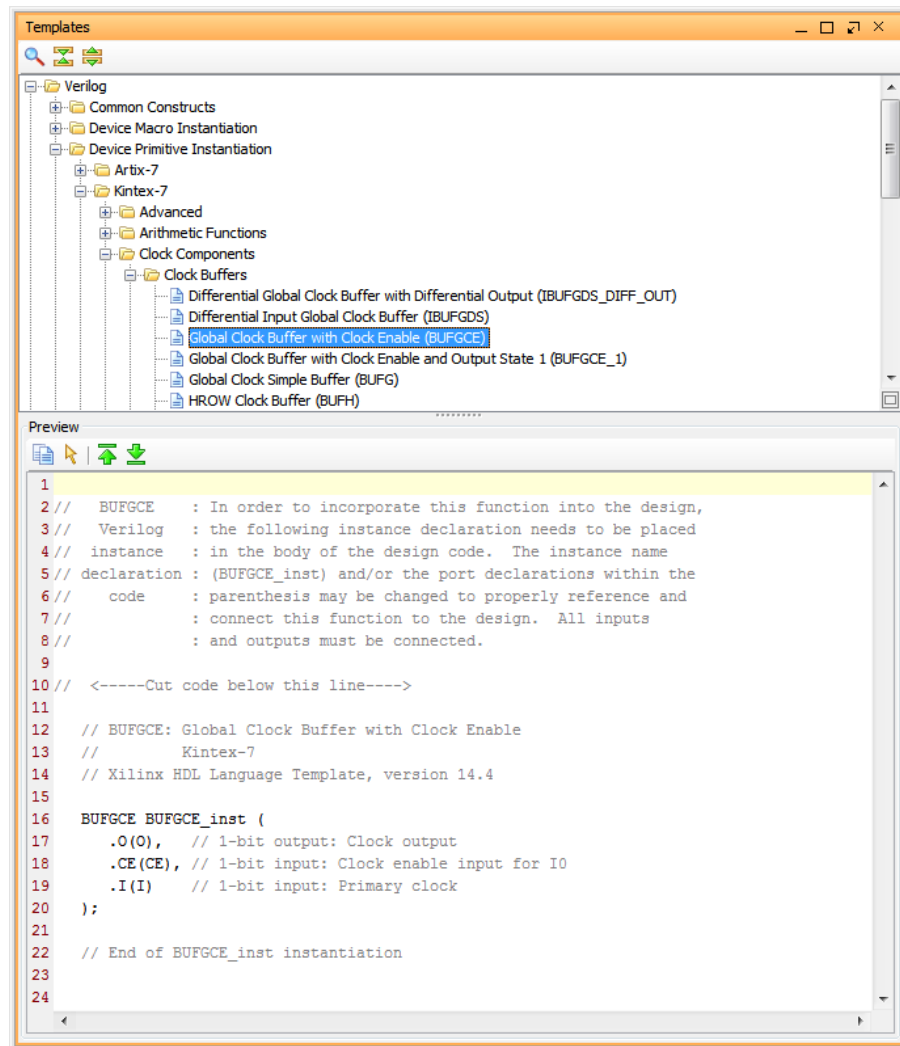 Templates
Verilog
Common Constructs
Device Macro Instantiation
Device Primitive Instantiation
Artix-7
Kintex-7
Advanced
Arithmetic Functions
Clock Components
Clock Buffers
Differential Global Clock Buffer with Differential Output (IBUFGDS_DIFF_OUT)
Differential Input Global Clock Buffer (IBUFGDS)
Global Clock Buffer with Clock Enable (BUFGCE)
Global Clock Buffer with Clock Enable and Output State 1 (BUFGCE_1)
Global Clock Simple Buffer (BUFG)
HROW Clock Buffer (BUFH)
Preview
1
2 //   BUFGCE    : In order to incorporate this function into the design,
3 //   Verilog   : the following instance declaration needs to be placed
4 //  instance   : in the body of the design code.  The instance name
5 // declaration : (BUFGCE_inst) and/or the port declarations within the
6 //    code     : parenthesis may be changed to properly reference and
7 //             : connect this function to the design.  All inputs
8 //             : and outputs must be connected.
9
10 //  <-----Cut code below this line---->
11
12    // BUFGCE: Global Clock Buffer with Clock Enable
13    //         Kintex-7
14    // Xilinx HDL Language Template, version 14.4
15
16    BUFGCE BUFGCE_inst (
17       .O(O),   // 1-bit output: Clock output
18       .CE(CE), // 1-bit input: Clock enable input for I0
19       .I(I)    // 1-bit input: Primary clock
20    );
21
22    // End of BUFGCE_inst instantiation
23
24